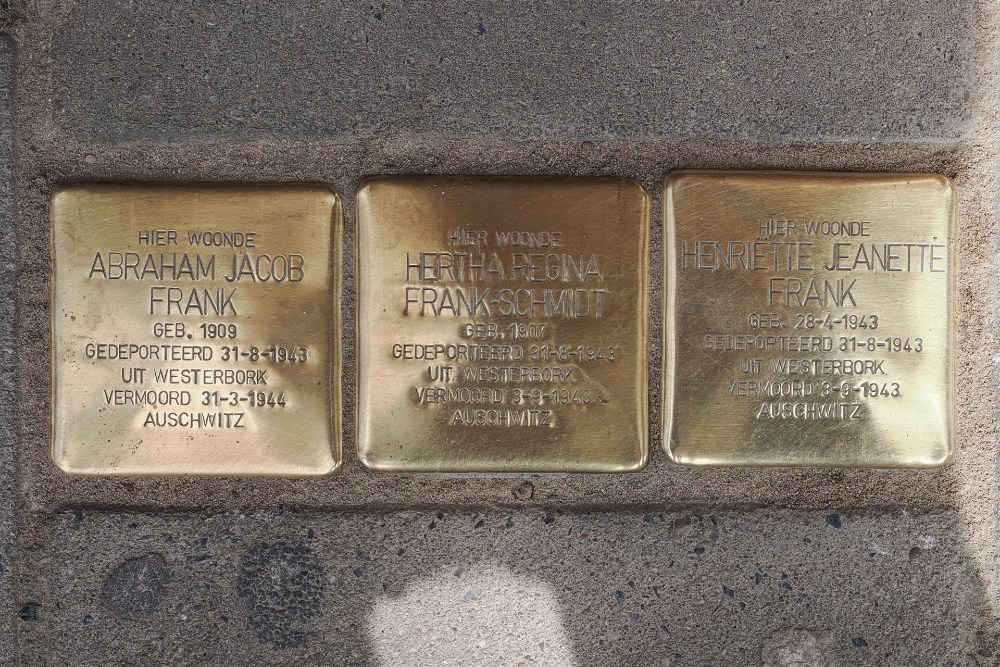 HIER WOONDE
ABRAHAM JACOB
FRANK
GEB. 1909
GEDEPORTEERD 31-8-1943
UIT WESTERBORK
VERMOORD 31-3-1944
AUSCHWITZ
HIER WOONDE
HERTHA REGINA
FRANK-SCHMIDT
GEB. 1907
GEDEPORTEERD 31-8-1943
UIT WESTERBORK
VERMOORD 3-9-1943
AUSCHWITZ
HIER WOONDE
HENRIËTTE JEANETTE
FRANK
GEB. 28-4-1943
GEDEPORTEERD 31-8-1943
UIT WESTERBORK
VERMOORD 3-9-1943
AUSCHWITZ